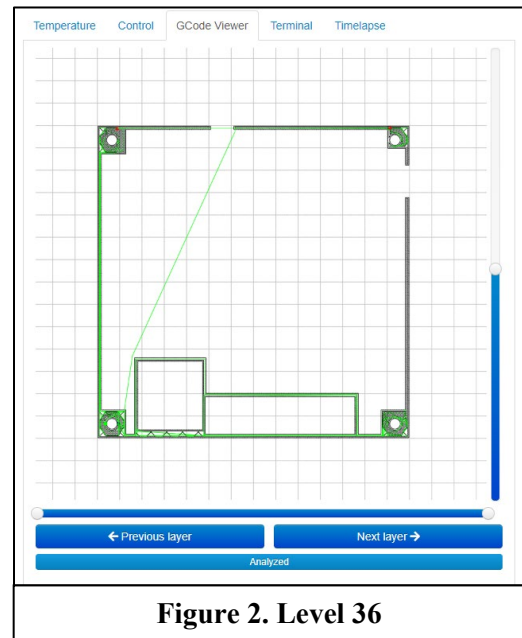 Temperature Control GCode Viewer Terminal Timelapse
← Previous layer Next layer →
Analyzed
Figure 2. Level 36